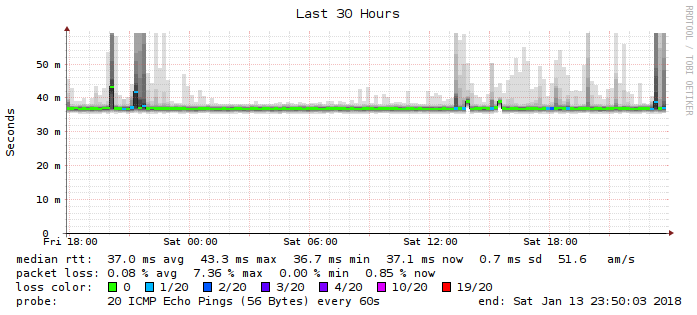 Last 30 Hours
RRDTOOL / TOBI OETIKER
Seconds
50 m
40 m
30 m
20 m
10 m
0
Fri 18:00 Sat 00:00 Sat 06:00 Sat 12:00 Sat 18:00
median rtt: 37.0 ms avg 43.3 ms max 36.7 ms min 37.1 ms now 0.7 ms sd 51.6 am/s
packet loss: 0.08 % avg 7.36 % max 0.00 % min 0.85 % now
loss color: 0 1/20 2/20 3/20 4/20 10/20 19/20
probe: 20 ICMP Echo Pings (56 Bytes) every 60s end: Sat Jan 13 23:50:03 2018